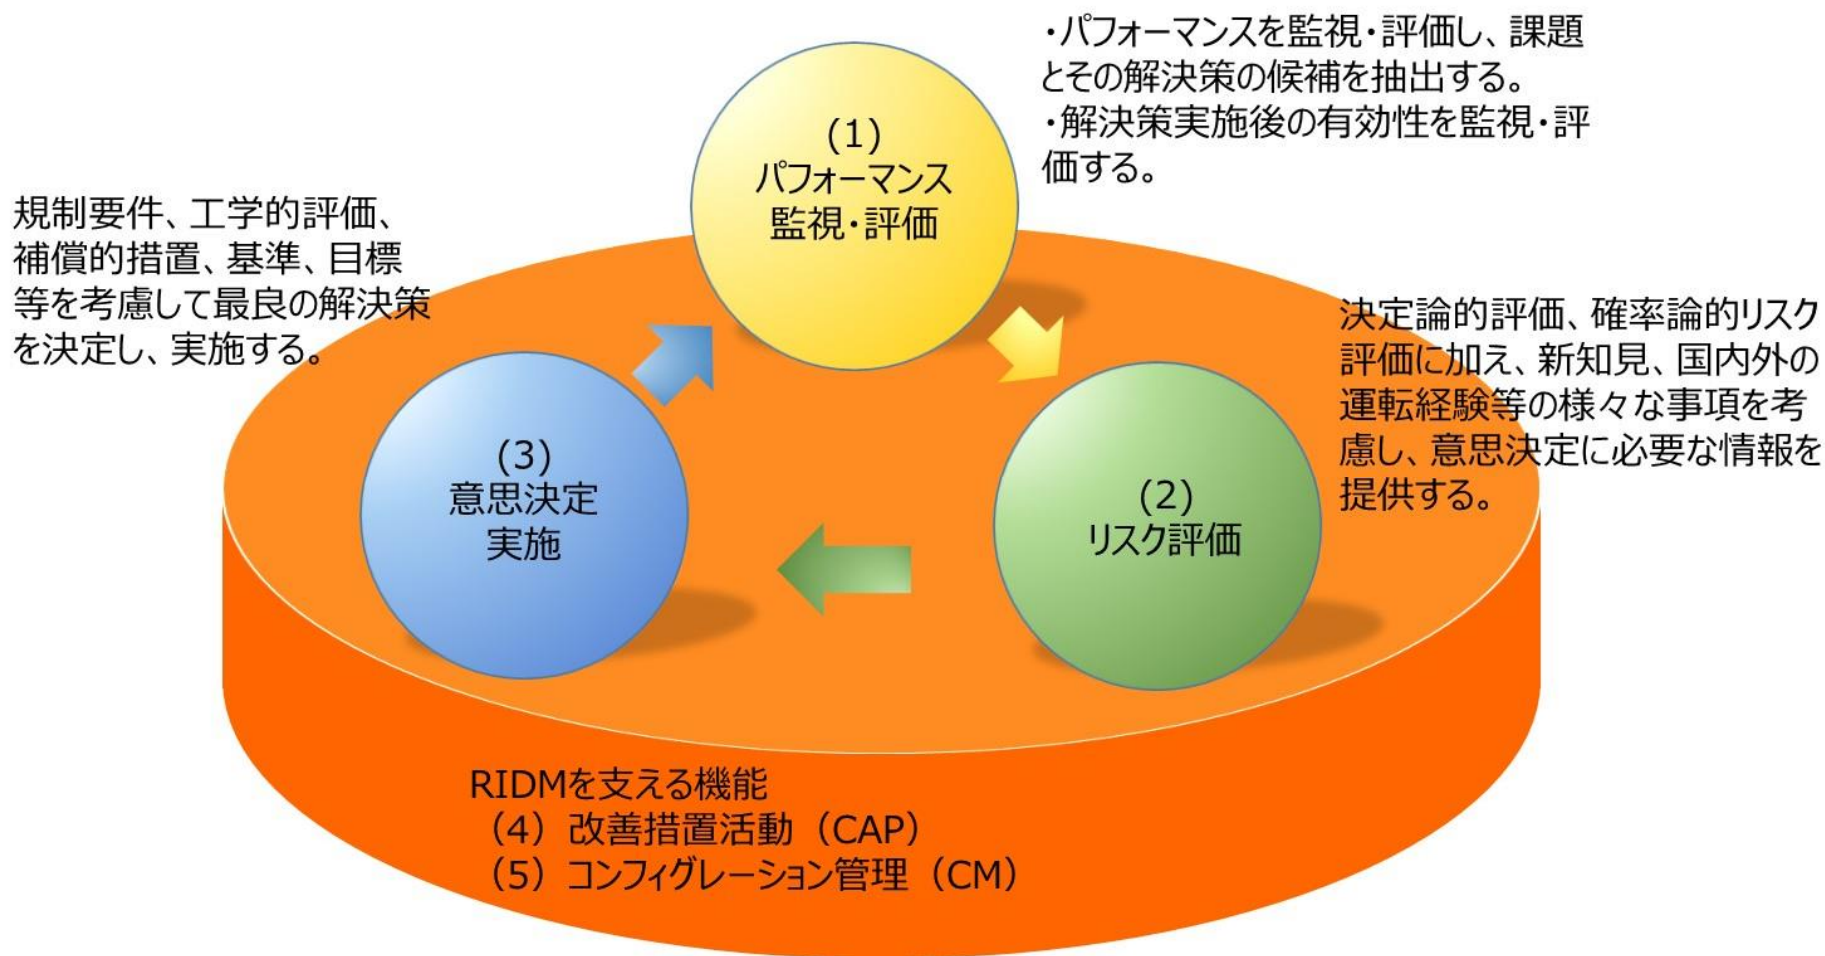 ・パフォーマンスを監視・評価し、課題
とその解決策の候補を抽出する。
・解決策実施後の有効性を監視・評
価する。
(1)
パフォーマンス
監視・評価
規制要件、工学的評価、
補償的措置、基準、目標
等を考慮して最良の解決策
を決定し、実施する。
決定論的評価、確率論的リスク
評価に加え、新知見、国内外の
運転経験等の様々な事項を考
慮し、意思決定に必要な情報を
提供する。
(2)
リスク評価
(3)
意思決定
実施
RIDMを支える機能
（4）改善措置活動（CAP）
（5）コンフィグレーション管理（CM）